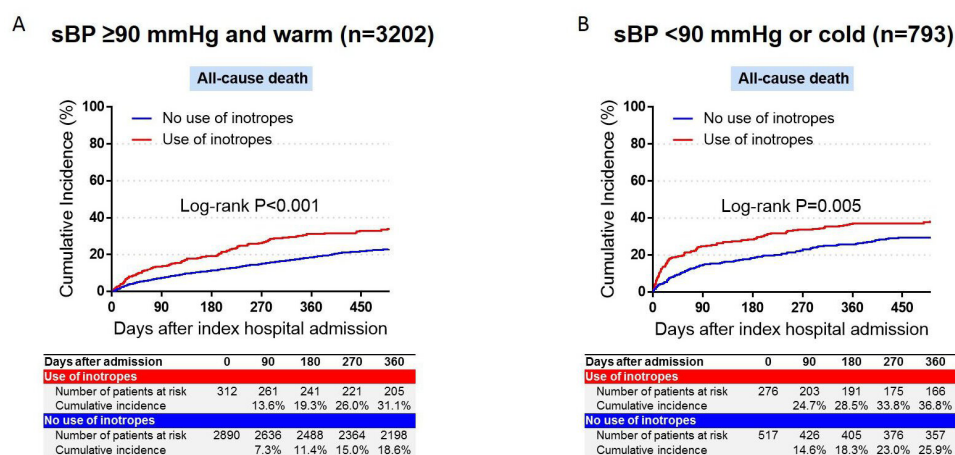 A
sBP ≥90 mmHg and warm (n=3202)
All-cause death
Cumulative Incidence (%)
100
80
60
40
20
0
No use of inotropes
Use of inotropes
Log-rank P<0.001
0 90 180 270 360 450
Days after index hospital admission
Days after admission 0 90 180 270 360
Use of inotropes
Number of patients at risk 312 261 241 221 205
Cumulative incidence 13.6% 19.3% 26.0% 31.1%
No use of inotropes
Number of patients at risk 2890 2636 2488 2364 2198
Cumulative incidence 7.3% 11.4% 15.0% 18.6%
B
sBP <90 mmHg or cold (n=793)
All-cause death
Cumulative Incidence (%)
100
80
60
40
20
0
No use of inotropes
Use of inotropes
Log-rank P=0.005
0 90 180 270 360 450
Days after index hospital admission
Days after admission 0 90 180 270 360
Use of inotropes
Number of patients at risk 276 203 191 175 166
Cumulative incidence 24.7% 28.5% 33.8% 36.8%
No use of inotropes
Number of patients at risk 517 426 405 376 357
Cumulative incidence 14.6% 18.3% 23.0% 25.9%